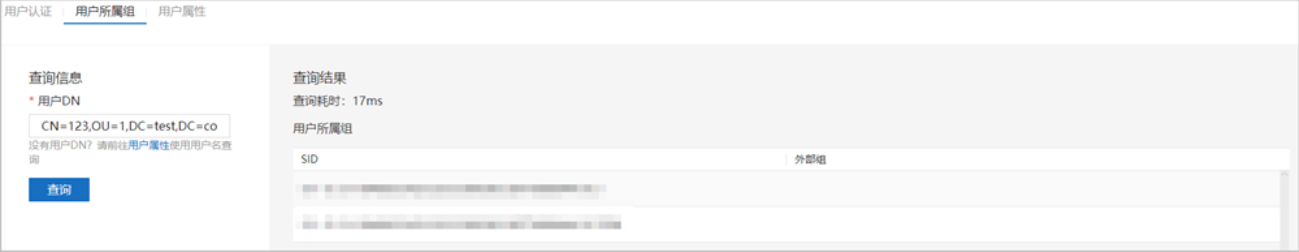 用户认证 用户所属组 用户属性
查询信息
* 用户DN
CN=123,OU=1,DC=test,DC=co
没有用户DN？请前往用户属性使用用户名查
询
查询
查询结果
查询耗时：17ms
用户所属组
SID 外部组